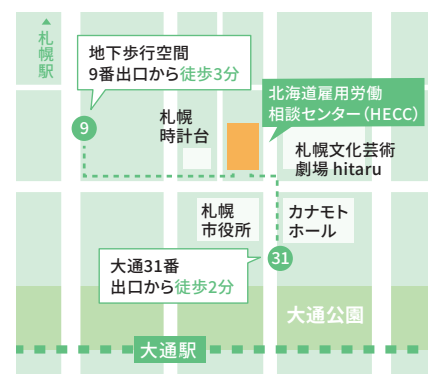 ▲
札
幌
駅
地下歩行空間
9番出口から徒歩3分
9
札幌
時計台
北海道雇用労働
相談センター(HECC)
札幌文化芸術
劇場 hitaru
札幌
市役所
カナモト
ホール
31
大通31番
出口から徒歩2分
大通公園
大通駅